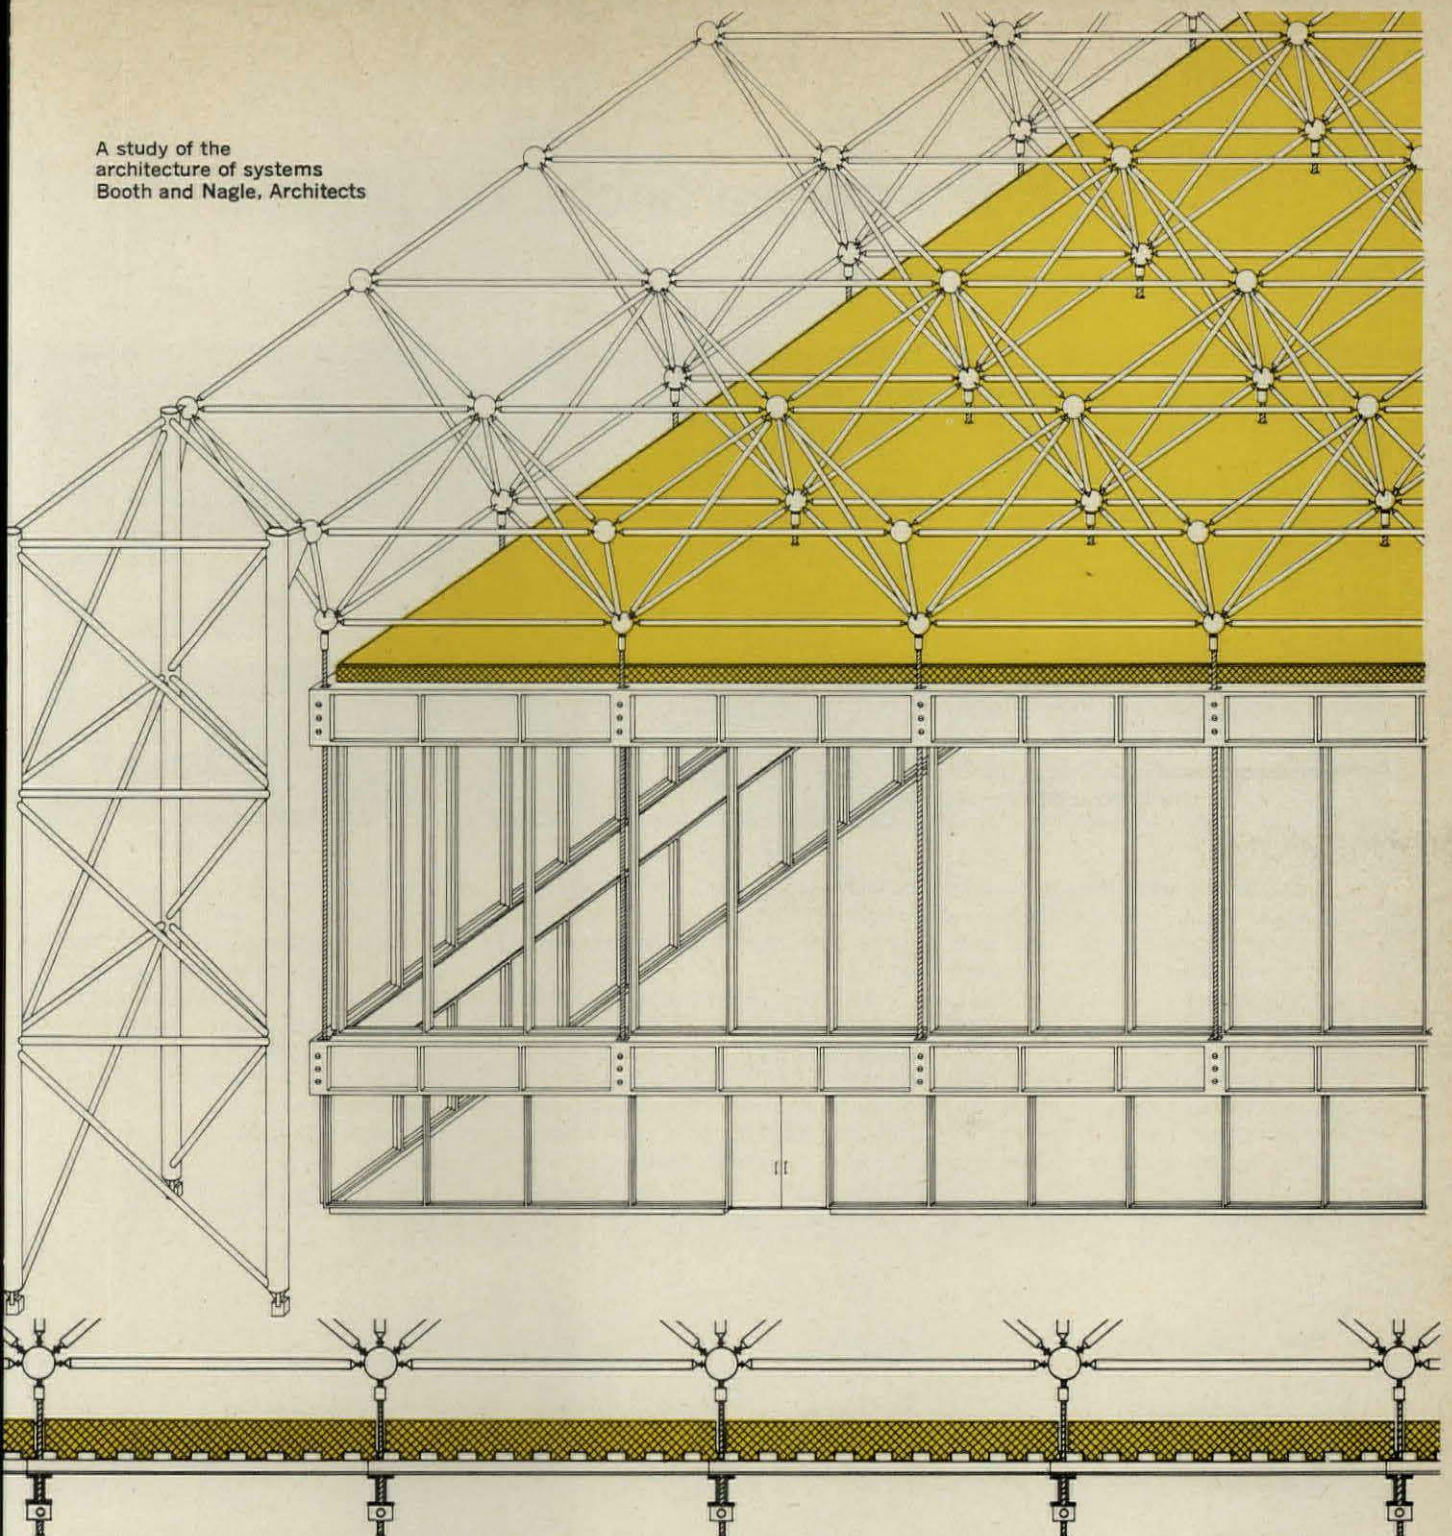 A study of the
architecture of systems
Booth and Nagle, Architects